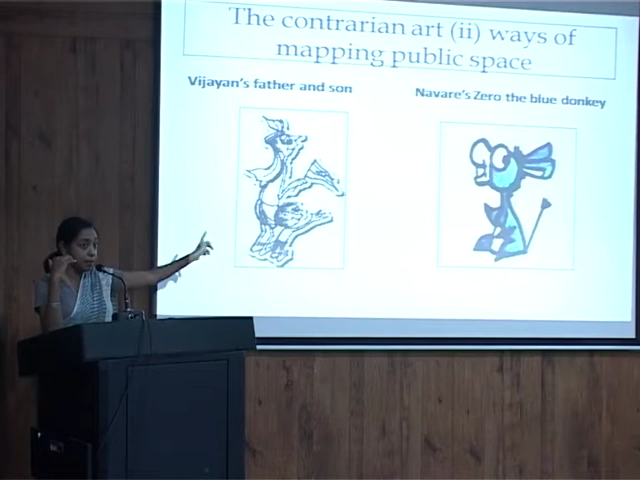 The contrarian art (ii) ways of
mapping public space
Vijayan's father and son
Navare's Zero the blue donkey